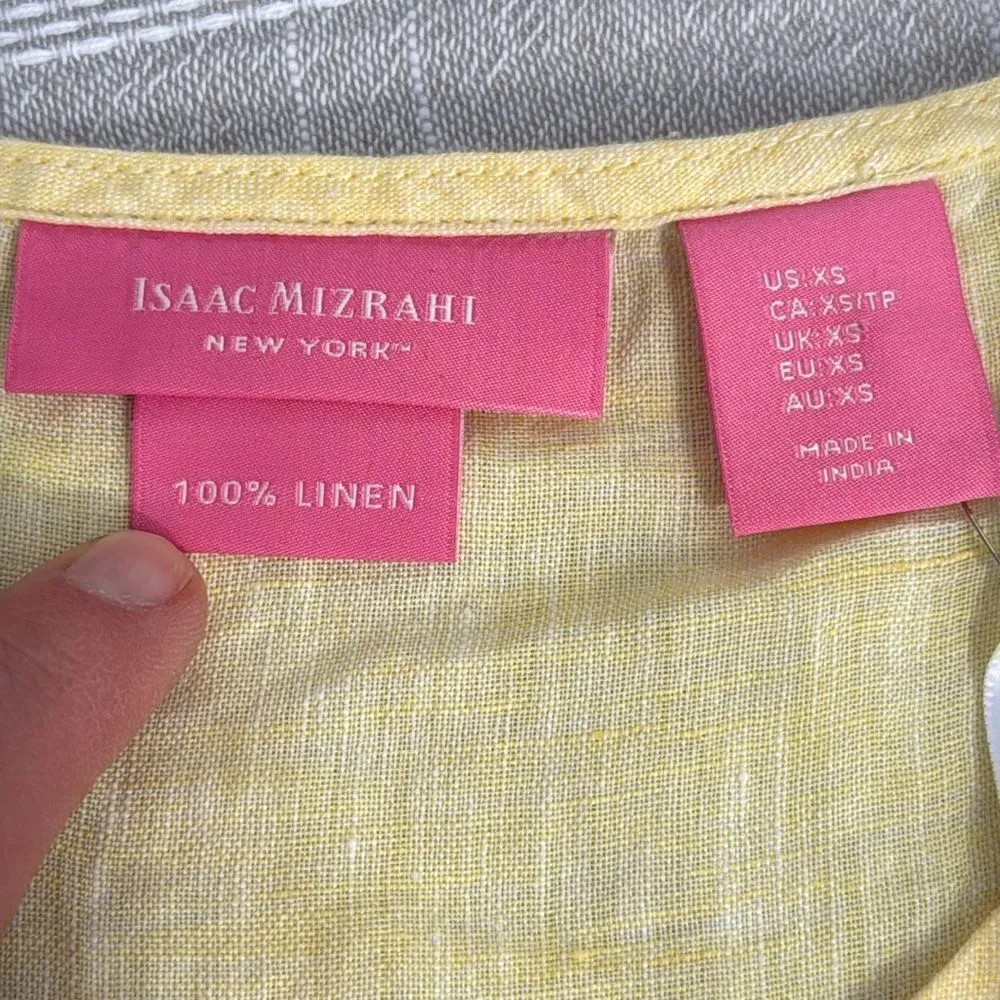 ISAAC MIZRAHI
NEW YORK™
100% LINEN
US: XS
CA: XS/TP
UK: XS
EU: XS
AU: XS
MADE IN
INDIA